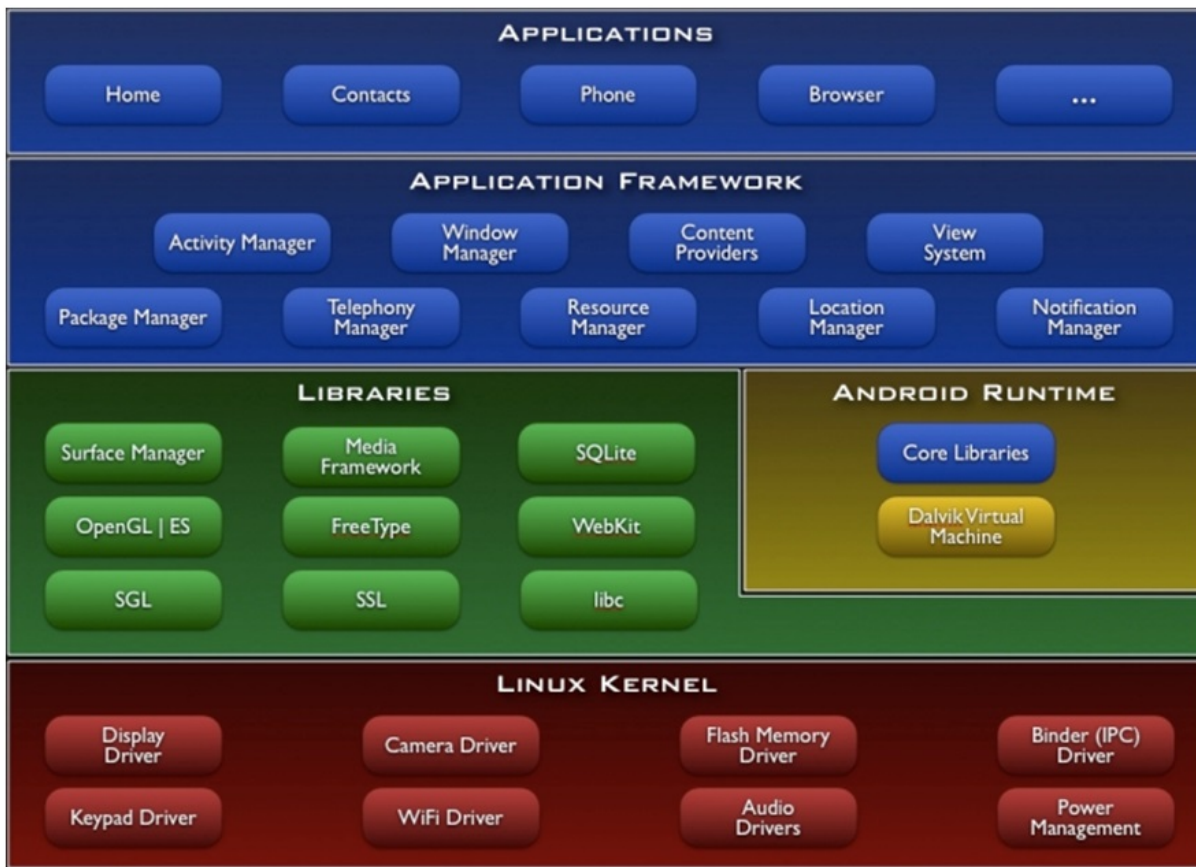 APPLICATIONS
Home
Contacts
Phone
Browser
...
APPLICATION FRAMEWORK
Activity Manager
Window
Manager
Content
Providers
View
System
Package Manager
Telephony
Manager
Resource
Manager
Location
Manager
Notification
Manager
LIBRARIES
Surface Manager
Media
Framework
SQLite
OpenGL | ES
FreeType
WebKit
SGL
SSL
libc
ANDROID RUNTIME
Core Libraries
Dalvik Virtual
Machine
LINUX KERNEL
Display
Driver
Camera Driver
Flash Memory
Driver
Binder (IPC)
Driver
Keypad Driver
WiFi Driver
Audio
Drivers
Power
Management